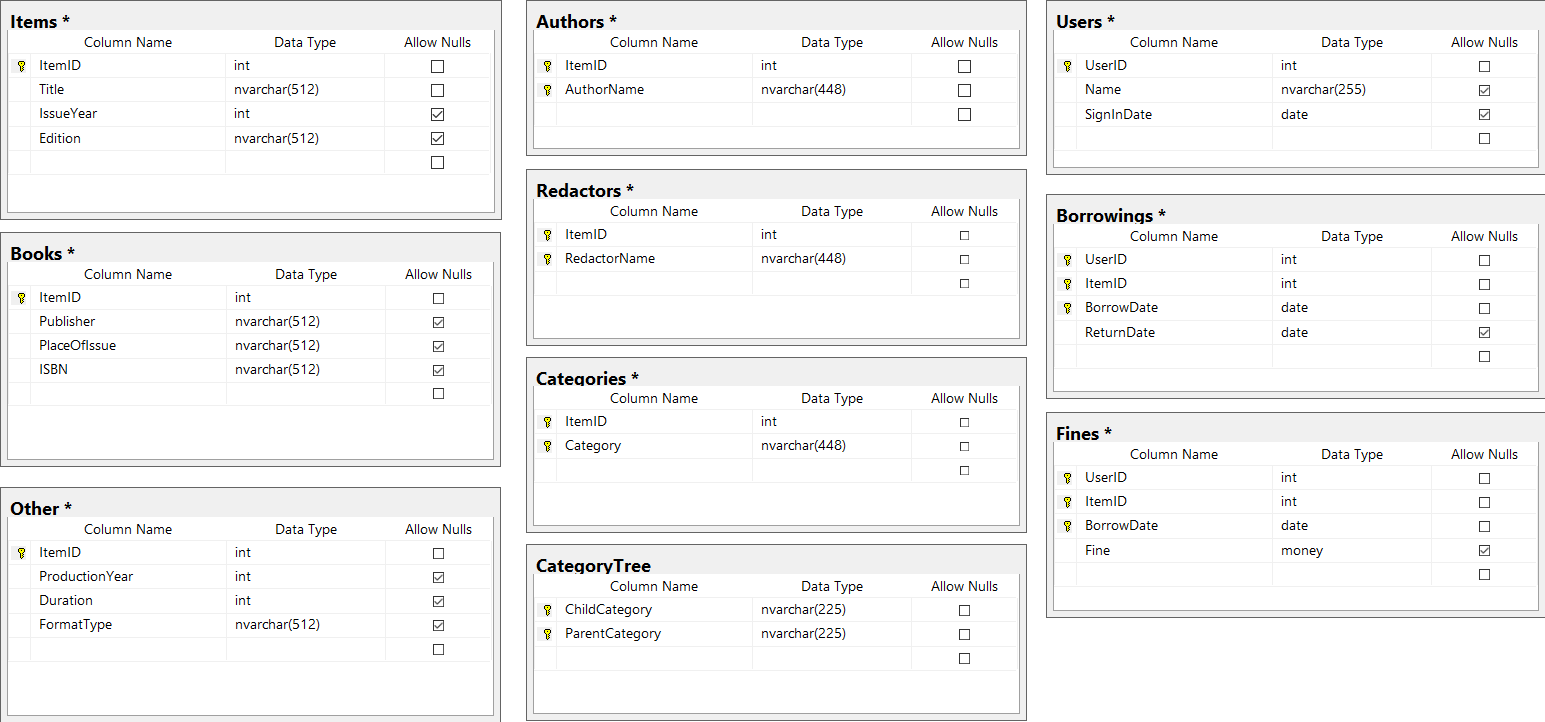 Items *
Column Name Data Type Allow Nulls
ItemID int
Title nvarchar(512)
IssueYear int
Edition nvarchar(512)
Books *
Column Name Data Type Allow Nulls
ItemID int
Publisher nvarchar(512)
PlaceOfIssue nvarchar(512)
ISBN nvarchar(512)
Other *
Column Name Data Type Allow Nulls
ItemID int
ProductionYear int
Duration int
FormatType nvarchar(512)
Authors *
Column Name Data Type Allow Nulls
ItemID int
AuthorName nvarchar(448)
Redactors *
Column Name Data Type Allow Nulls
ItemID int
RedactorName nvarchar(448)
Categories *
Column Name Data Type Allow Nulls
ItemID int
Category nvarchar(448)
CategoryTree
Column Name Data Type Allow Nulls
ChildCategory nvarchar(225)
ParentCategory nvarchar(225)
Users *
Column Name Data Type Allow Nulls
UserID int
Name nvarchar(255)
SignInDate date
Borrowings *
Column Name Data Type Allow Nulls
UserID int
ItemID int
BorrowDate date
ReturnDate date
Fines *
Column Name Data Type Allow Nulls
UserID int
ItemID int
BorrowDate date
Fine money